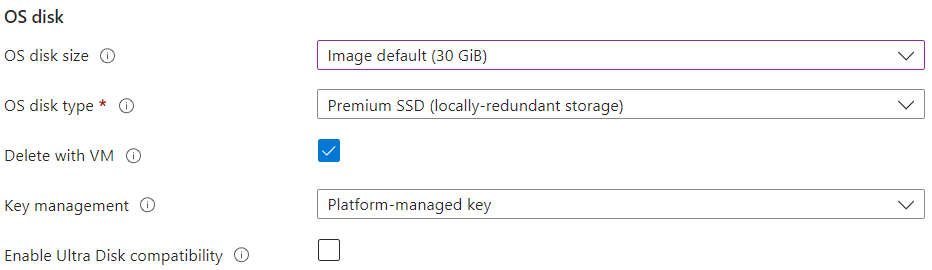 OS disk
OS disk size
Image default (30 GiB)
OS disk type *
Premium SSD (locally-redundant storage)
Delete with VM
Key management
Platform-managed key
Enable Ultra Disk compatibility